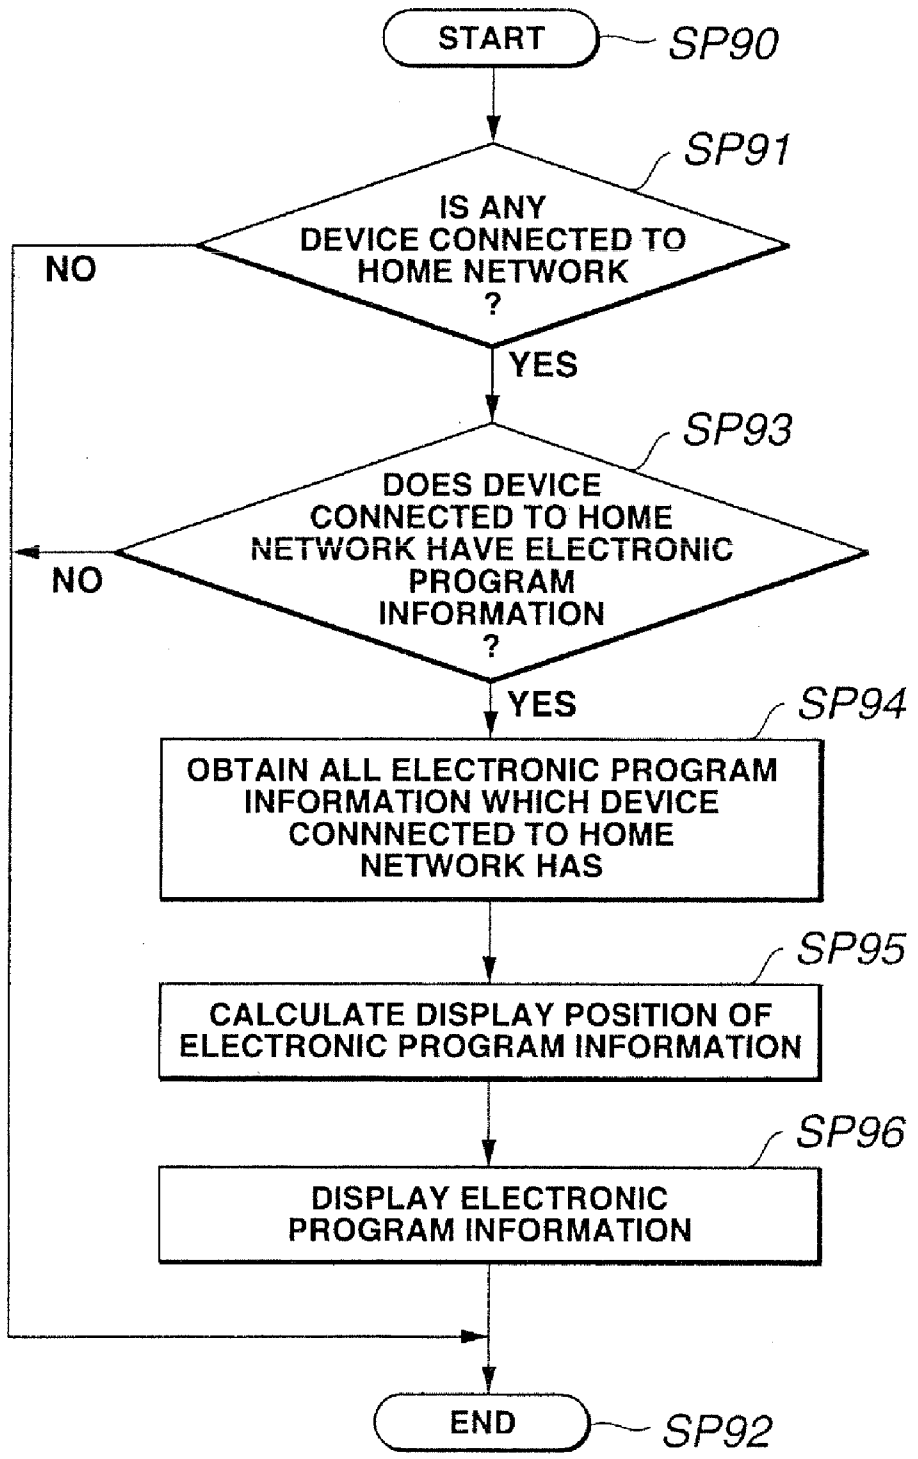 START
SP90
SP91
IS ANY
DEVICE CONNECTED TO
HOME NETWORK
?
NO
YES
SP93
DOES DEVICE
CONNECTED TO HOME
NETWORK HAVE ELECTRONIC
PROGRAM
INFORMATION
?
NO
YES
SP94
OBTAIN ALL ELECTRONIC PROGRAM
INFORMATION WHICH DEVICE
CONNNECTED TO HOME
NETWORK HAS
SP95
CALCULATE DISPLAY POSITION OF
ELECTRONIC PROGRAM INFORMATION
SP96
DISPLAY ELECTRONIC
PROGRAM INFORMATION
END
SP92